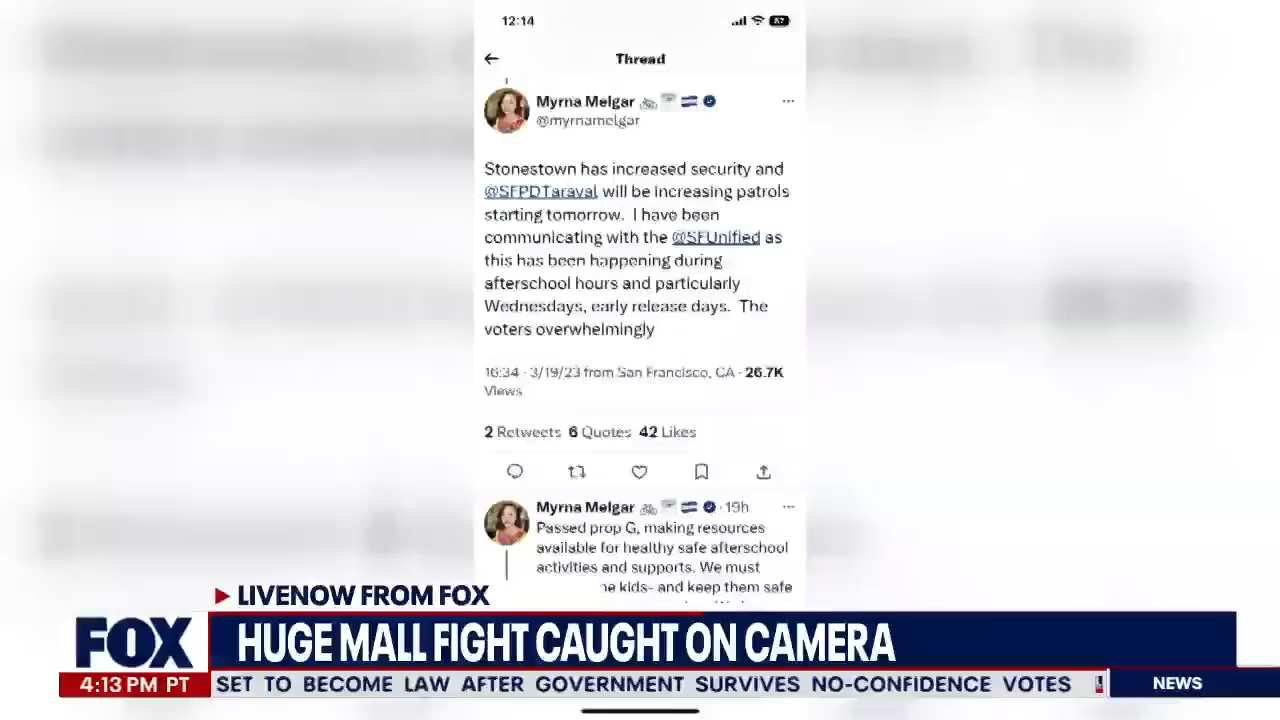 12:14
87
Thread
Myrna Melgar
@myrnamelgar
Stonestown has increased security and
@SFPDTaraval will be increasing patrols
starting tomorrow. I have been
communicating with the @SFUnified as
this has been happening during
afterschool hours and particularly
Wednesdays, early release days. The
voters overwhelmingly
16:34 · 3/19/23 from San Francisco, CA · 26.7K
Views
2 Retweets 6 Quotes 42 Likes
Myrna Melgar · 19h
Passed prop G, making resources
available for healthy safe afterschool
activities and supports. We must
kids- and keep them safe
LIVENOW FROM FOX
FOX
HUGE MALL FIGHT CAUGHT ON CAMERA
4:13 PM PT
SET TO BECOME LAW AFTER GOVERNMENT SURVIVES NO-CONFIDENCE VOTES
NEWS